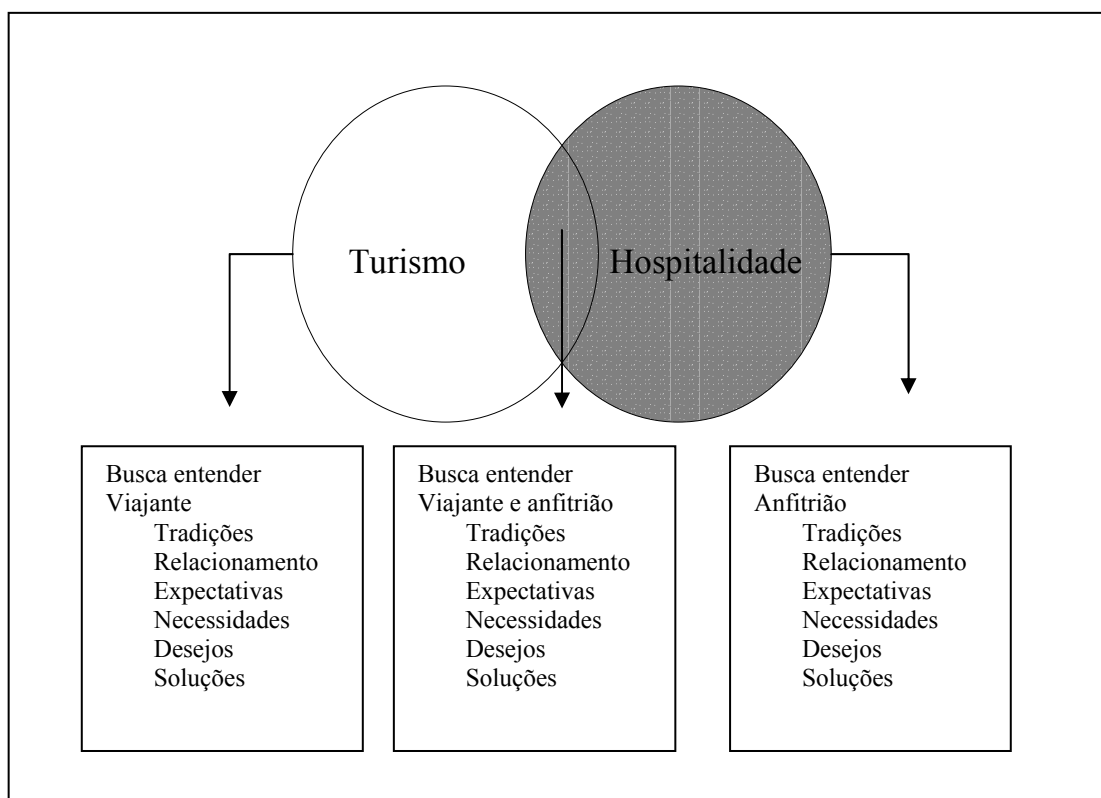 Turismo
Hospitalidade
Busca entender
Viajante
Tradições
Relacionamento
Expectativas
Necessidades
Desejos
Soluções
Busca entender
Viajante e anfitrião
Tradições
Relacionamento
Expectativas
Necessidades
Desejos
Soluções
Busca entender
Anfitrião
Tradições
Relacionamento
Expectativas
Necessidades
Desejos
Soluções